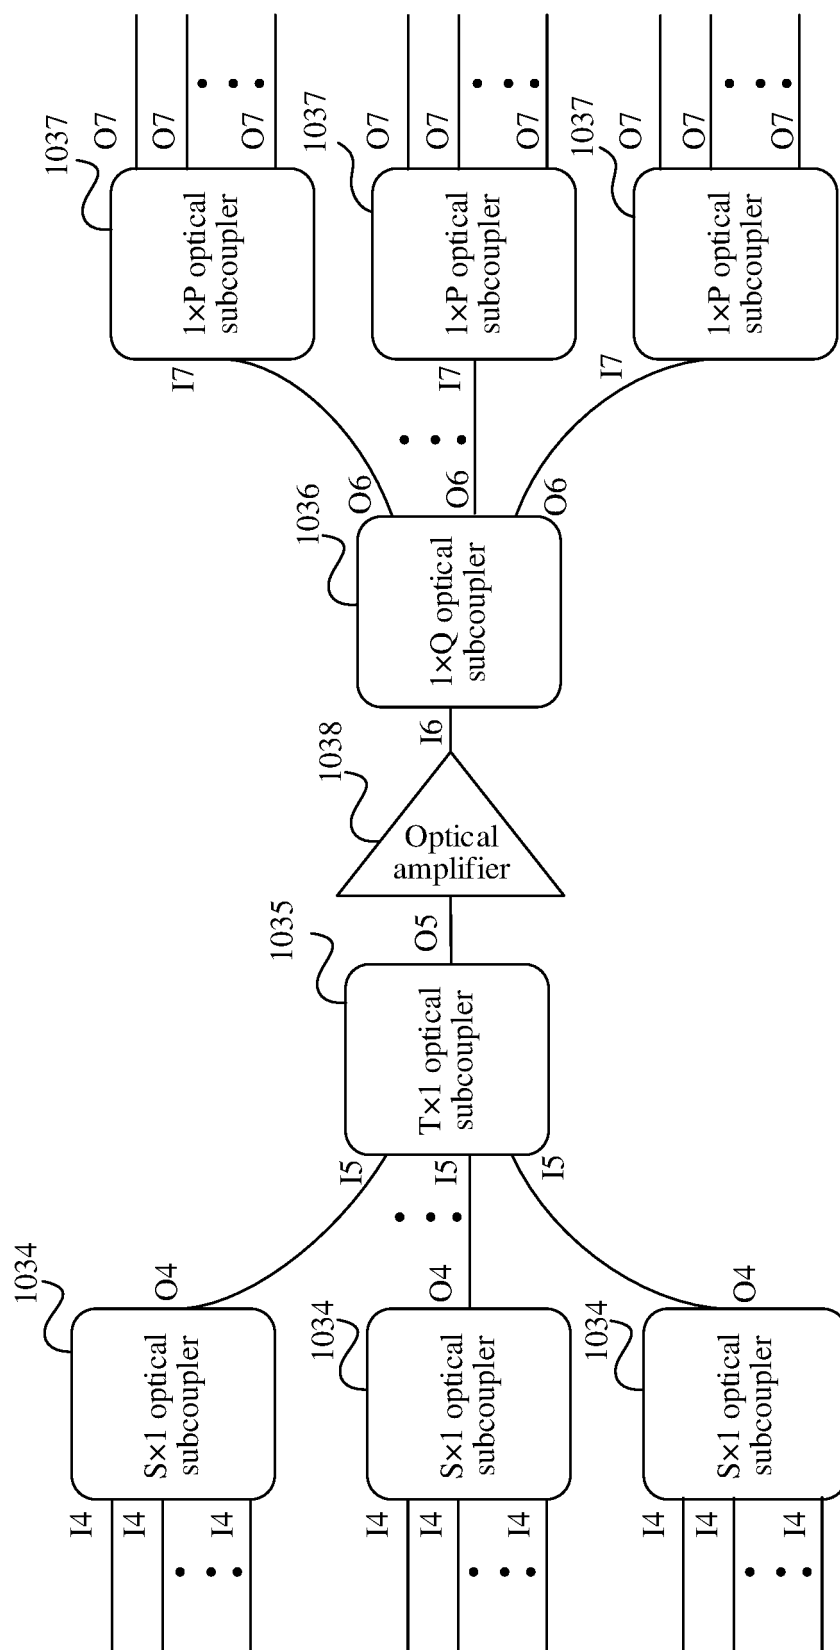 1034
I4
I4
I4
S×1 optical
subcoupler
O4
1034
I4
I4
I4
S×1 optical
subcoupler
O4
1034
I4
I4
I4
S×1 optical
subcoupler
O4
I5
I5
I5
1035
T×1 optical
subcoupler
O5
1038
Optical
amplifier
I6
1036
1×Q optical
subcoupler
O6
O6
O6
I7
1037
1×P optical
subcoupler
O7
O7
O7
I7
1037
1×P optical
subcoupler
O7
O7
O7
I7
1037
1×P optical
subcoupler
O7
O7
O7